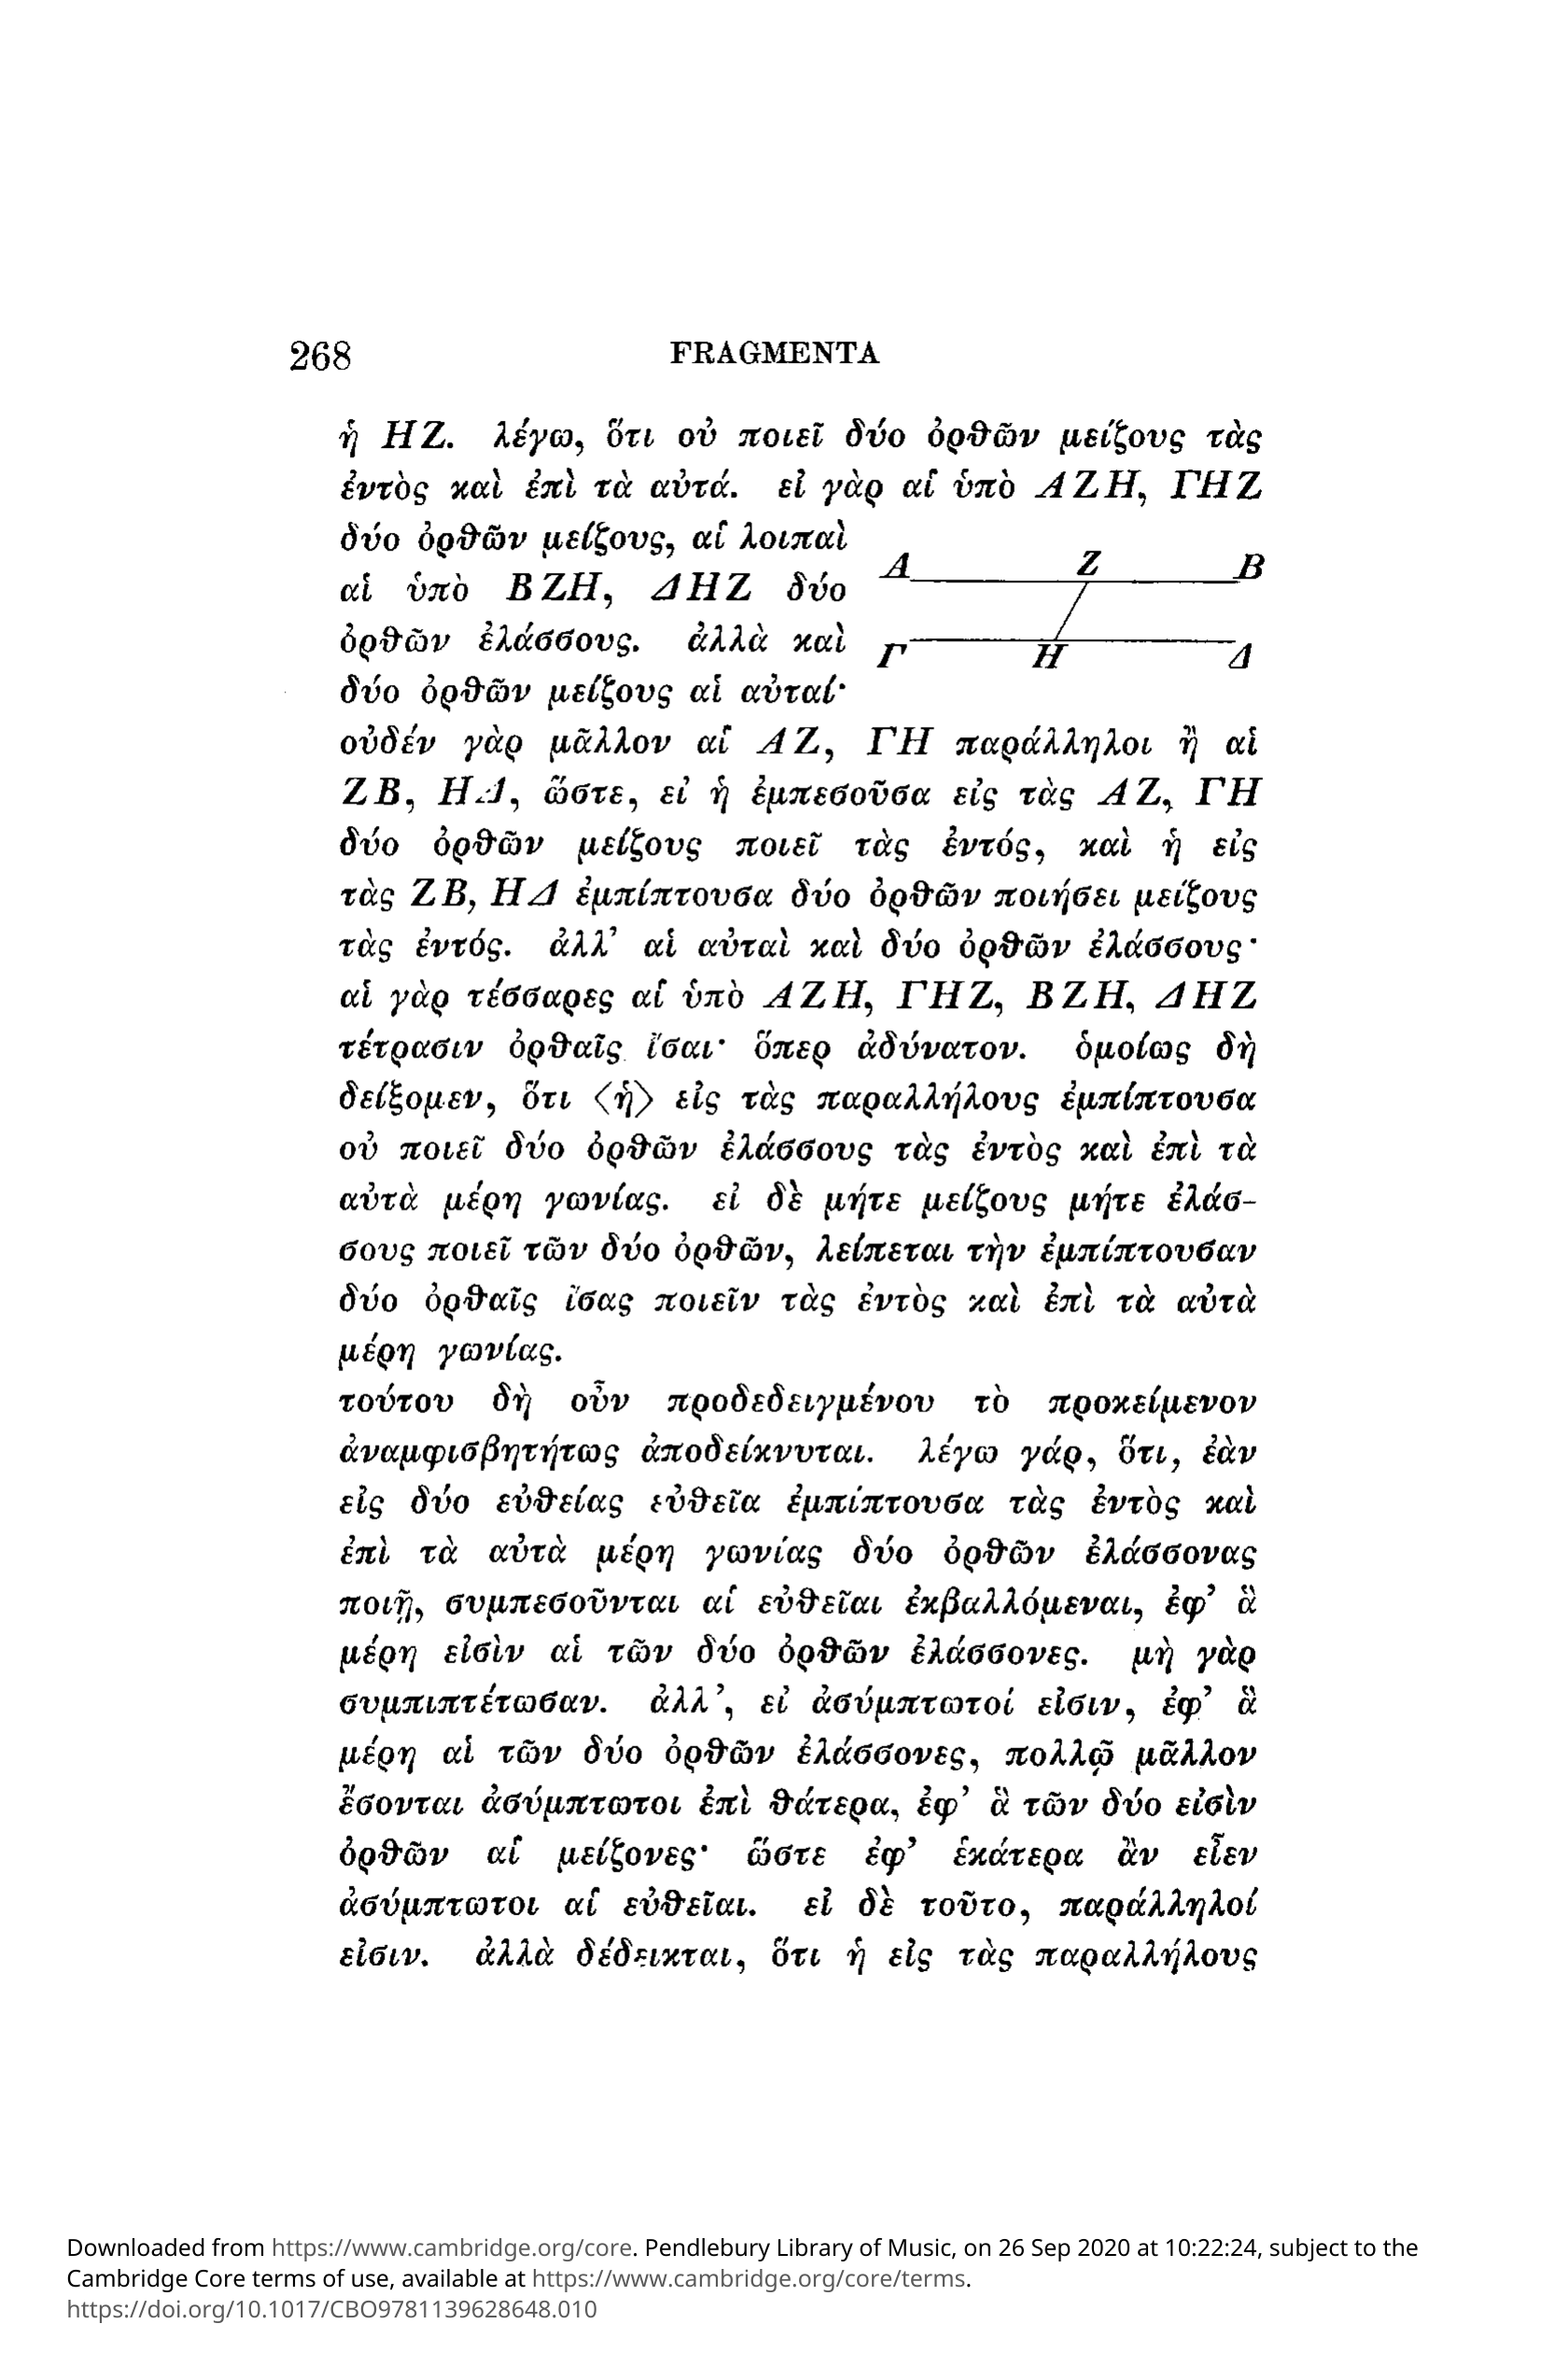 268 FRAGMENTA
ἡ ΗΖ. λέγω, ὅτι οὐ ποιεῖ δύο ὀρθῶν μείζους τὰς
ἐντὸς καὶ ἐπὶ τὰ αὐτά. εἰ γὰρ αἱ ὑπὸ ΑΖΗ, ΓΗΖ
δύο ὀρθῶν μείζους, αἱ λοιπαὶ
αἱ ὑπὸ ΒΖΗ, ΔΗΖ δύο
ὀρθῶν ἐλάσσους. ἀλλὰ καὶ
δύο ὀρθῶν μείζους αἱ αὐταί·
Α Ζ Β
Γ Η Δ
οὐδέν γὰρ μᾶλλον αἱ ΑΖ, ΓΗ παράλληλοι ἢ αἱ
ΖΒ, ΗΔ, ὥστε, εἰ ἡ ἐμπεσοῦσα εἰς τὰς ΑΖ, ΓΗ
δύο ὀρθῶν μείζους ποιεῖ τὰς ἐντός, καὶ ἡ εἰς
τὰς ΖΒ, ΗΔ ἐμπίπτουσα δύο ὀρθῶν ποιήσει μείζους
τὰς ἐντός. ἀλλ’ αἱ αὐταὶ καὶ δύο ὀρθῶν ἐλάσσους·
αἱ γὰρ τέσσαρες αἱ ὑπὸ ΑΖΗ, ΓΗΖ, ΒΖΗ, ΔΗΖ
τέτρασιν ὀρθαῖς ἴσαι· ὅπερ ἀδύνατον. ὁμοίως δὴ
δείξομεν, ὅτι 〈ἡ〉 εἰς τὰς παραλλήλους ἐμπίπτουσα
οὐ ποιεῖ δύο ὀρθῶν ἐλάσσους τὰς ἐντὸς καὶ ἐπὶ τὰ
αὐτὰ μέρη γωνίας. εἰ δὲ μήτε μείζους μήτε ἐλάσ-
σους ποιεῖ τῶν δύο ὀρθῶν, λείπεται τὴν ἐμπίπτουσαν
δύο ὀρθαῖς ἴσας ποιεῖν τὰς ἐντὸς καὶ ἐπὶ τὰ αὐτὰ
μέρη γωνίας.
τούτου δὴ οὖν προδεδειγμένου τὸ προκείμενον
ἀναμφισβητήτως ἀποδείκνυται. λέγω γάρ, ὅτι, ἐὰν
εἰς δύο εὐθείας εὐθεῖα ἐμπίπτουσα τὰς ἐντὸς καὶ
ἐπὶ τὰ αὐτὰ μέρη γωνίας δύο ὀρθῶν ἐλάσσονας
ποιῇ, συμπεσοῦνται αἱ εὐθεῖαι ἐκβαλλόμεναι, ἐφ’ ἃ
μέρη εἰσὶν αἱ τῶν δύο ὀρθῶν ἐλάσσονες. μὴ γὰρ
συμπιπτέτωσαν. ἀλλ’, εἰ ἀσύμπτωτοί εἰσιν, ἐφ’ ἃ
μέρη αἱ τῶν δύο ὀρθῶν ἐλάσσονες, πολλῷ μᾶλλον
ἔσονται ἀσύμπτωτοι ἐπὶ θάτερα, ἐφ’ ἃ τῶν δύο εἰσὶν
ὀρθῶν αἱ μείζονες· ὥστε ἐφ’ ἑκάτερα ἂν εἶεν
ἀσύμπτωτοι αἱ εὐθεῖαι. εἰ δὲ τοῦτο, παράλληλοί
εἰσιν. ἀλλὰ δέδεικται, ὅτι ἡ εἰς τὰς παραλλήλους
Downloaded from https://www.cambridge.org/core. Pendlebury Library of Music, on 26 Sep 2020 at 10:22:24, subject to the
Cambridge Core terms of use, available at https://www.cambridge.org/core/terms.
https://doi.org/10.1017/CBO9781139628648.010